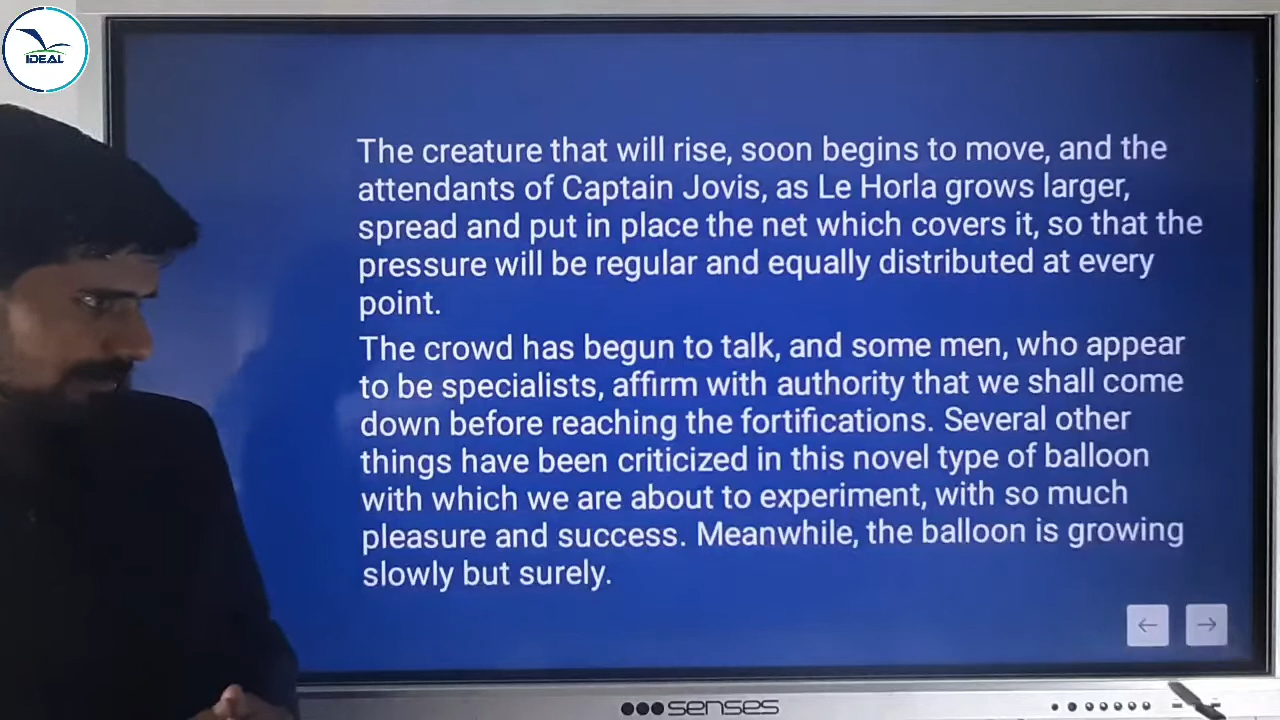 IDEAL
The creature that will rise, soon begins to move, and the
attendants of Captain Jovis, as Le Horla grows larger,
spread and put in place the net which covers it, so that the
pressure will be regular and equally distributed at every
point.
The crowd has begun to talk, and some men, who appear
to be specialists, affirm with authority that we shall come
down before reaching the fortifications. Several other
things have been criticized in this novel type of balloon
with which we are about to experiment, with so much
pleasure and success. Meanwhile, the balloon is growing
slowly but surely.
senses